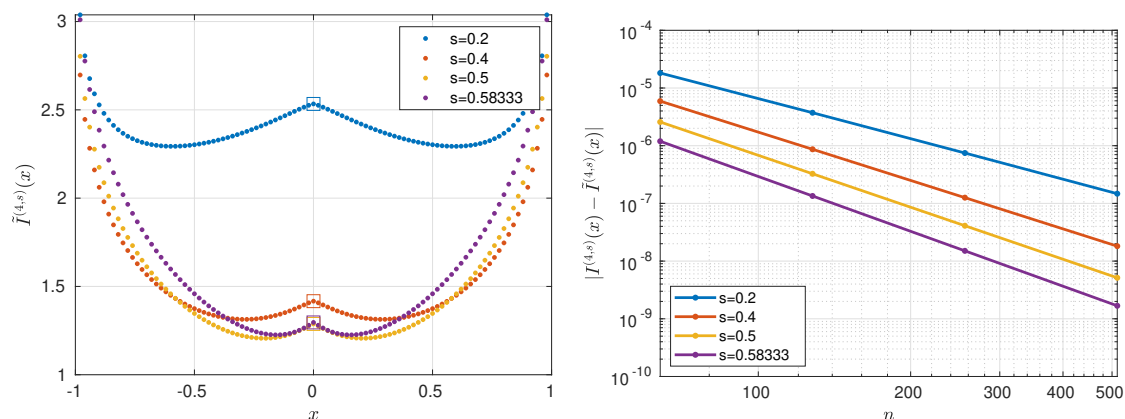 3
2.5
2
1.5
1
-1
-0.5
0
0.5
1
x
Ĩ^{(4,s)}(x)
s=0.2
s=0.4
s=0.5
s=0.58333
10^{-4}
10^{-5}
10^{-6}
10^{-7}
10^{-8}
10^{-9}
10^{-10}
100
200
300
400
500
n
|I^{(4,s)}(x) − Ĩ^{(4,s)}(x)|
s=0.2
s=0.4
s=0.5
s=0.58333